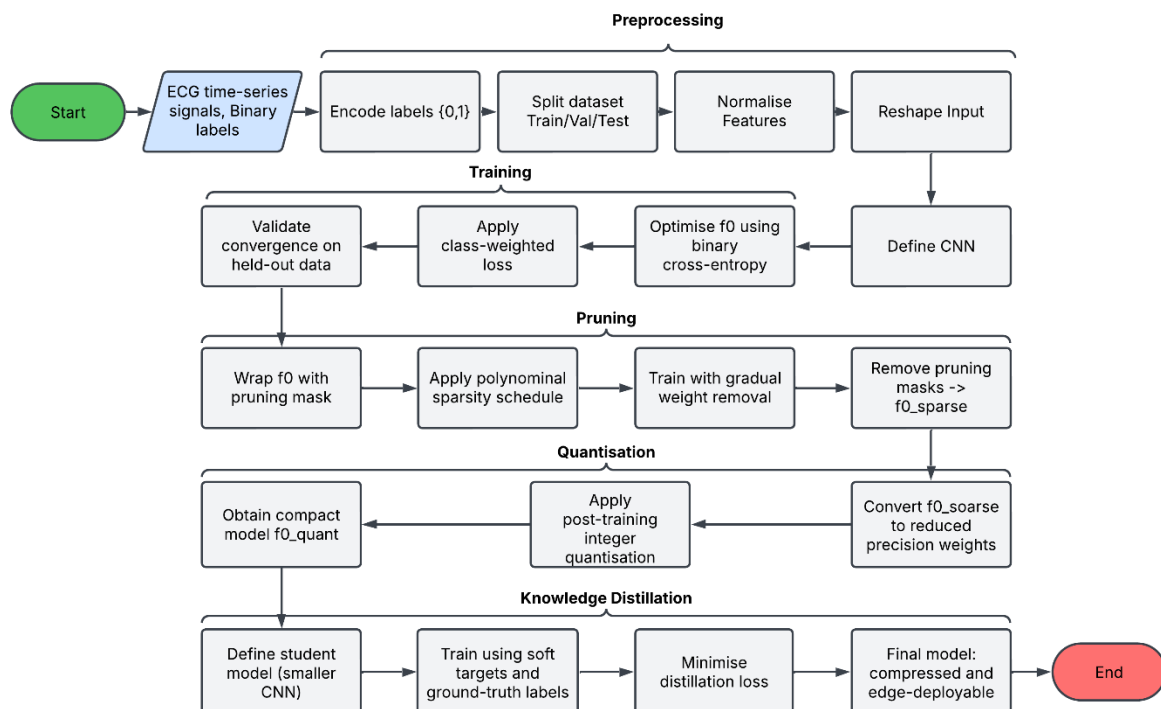 Preprocessing
Start
ECG time-series
signals, Binary
labels
Encode labels {0,1}
Split dataset
Train/Val/Test
Normalise
Features
Reshape Input
Training
Validate
convergence on
held-out data
Apply
class-weighted
loss
Optimise f0 using
binary
cross-entropy
Define CNN
Pruning
Wrap f0 with
pruning mask
Apply polynominal
sparsity schedule
Train with gradual
weight removal
Remove pruning
masks ->
f0_sparse
Quantisation
Obtain compact
model f0_quant
Apply
post-training
integer
quantisation
Convert f0_soarse
to reduced
precision weights
Knowledge Distillation
Define student
model (smaller
CNN)
Train using soft
targets and
ground-truth labels
Minimise
distillation loss
Final model:
compressed and
edge-deployable
End